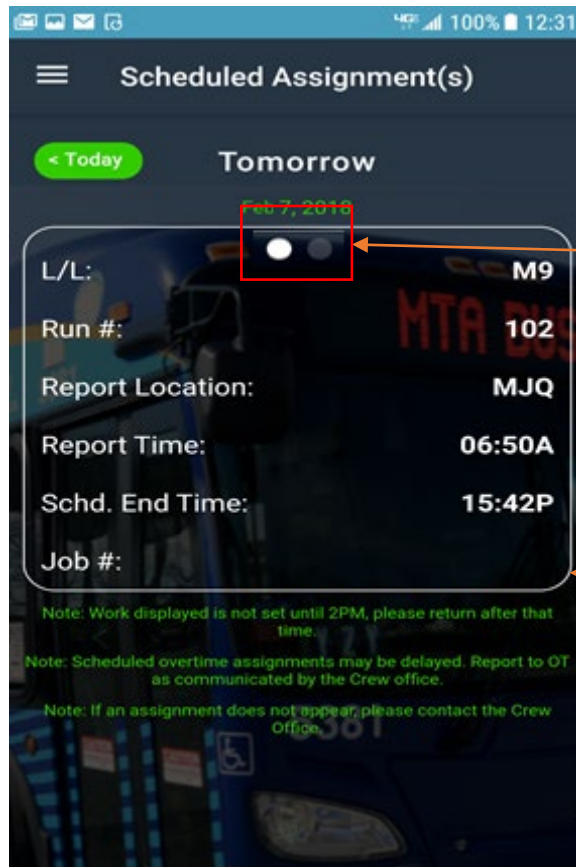 4G 100% 12:31
Scheduled Assignment(s)
< Today Tomorrow
Feb 7, 2018
L/L: M9
Run #: 102
Report Location: MJQ
Report Time: 06:50A
Schd. End Time: 15:42P
Job #:
Note: Work displayed is not set until 2PM, please return after that
time.
Note: Scheduled overtime assignments may be delayed. Report to OT
as communicated by the Crew office.
Note: If an assignment does not appear, please contact the Crew
Office.
MTA BUS